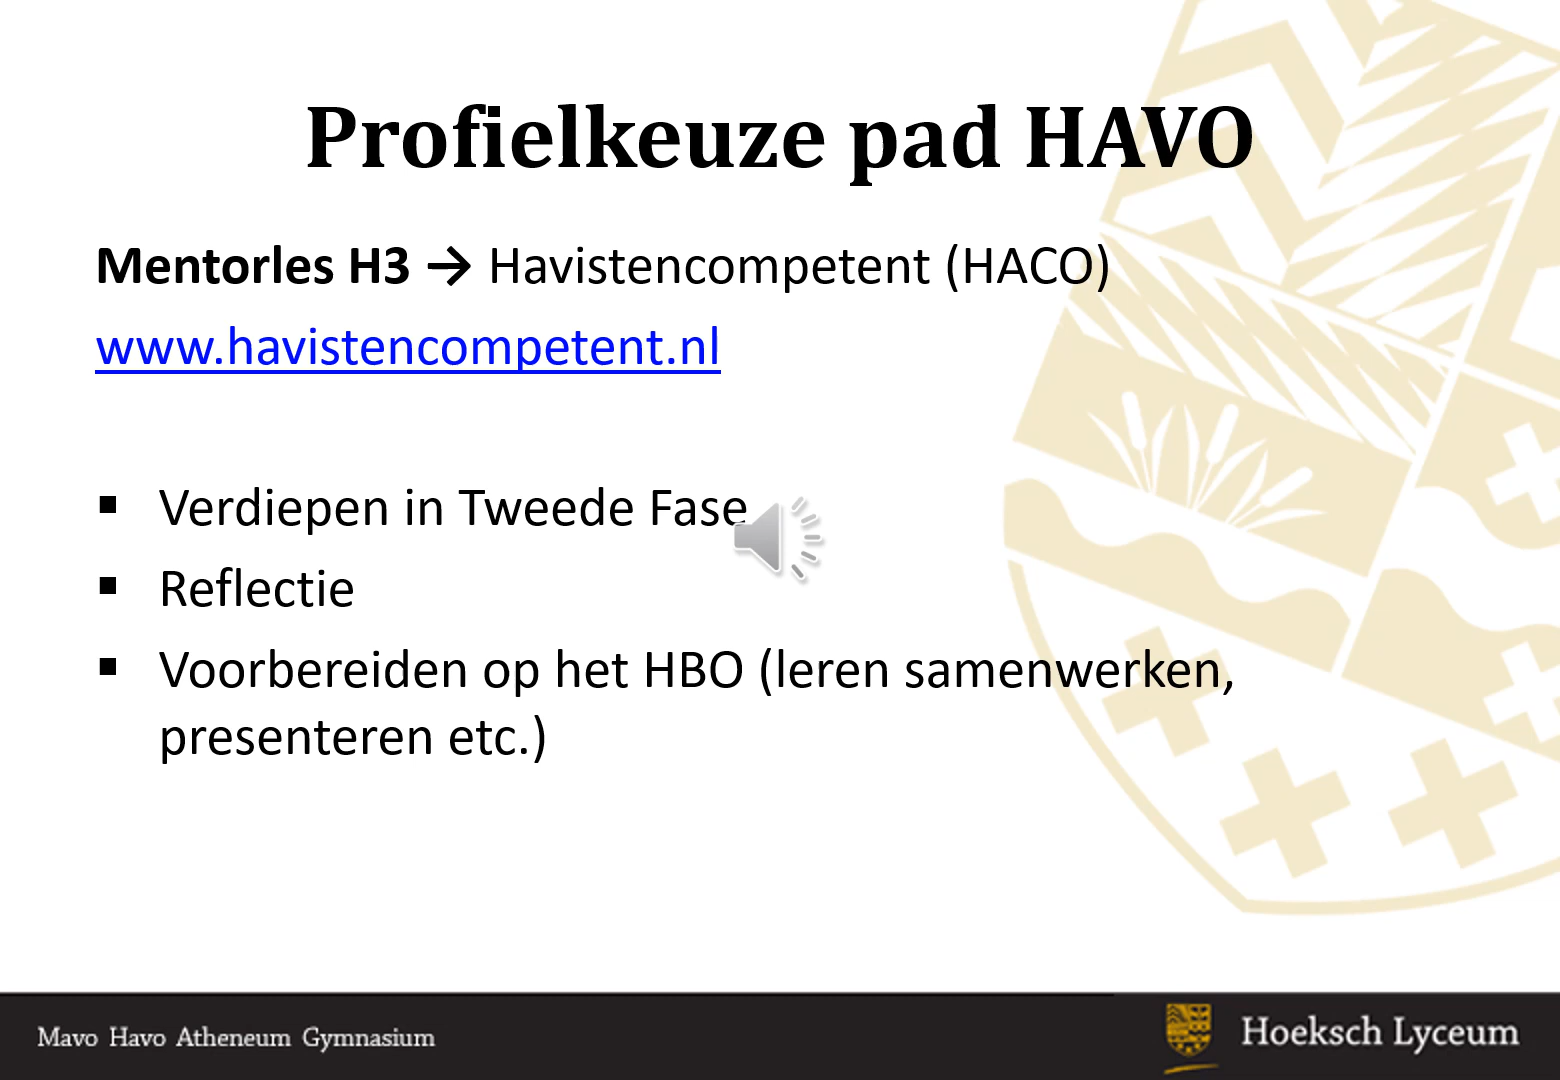 Profielkeuze pad HAVO
Mentorles H3 → Havistencompetent (HACO)
www.havistencompetent.nl
▪ Verdiepen in Tweede Fase
▪ Reflectie
▪ Voorbereiden op het HBO (leren samenwerken,
presenteren etc.)
Mavo Havo Atheneum Gymnasium
Hoeksch Lyceum